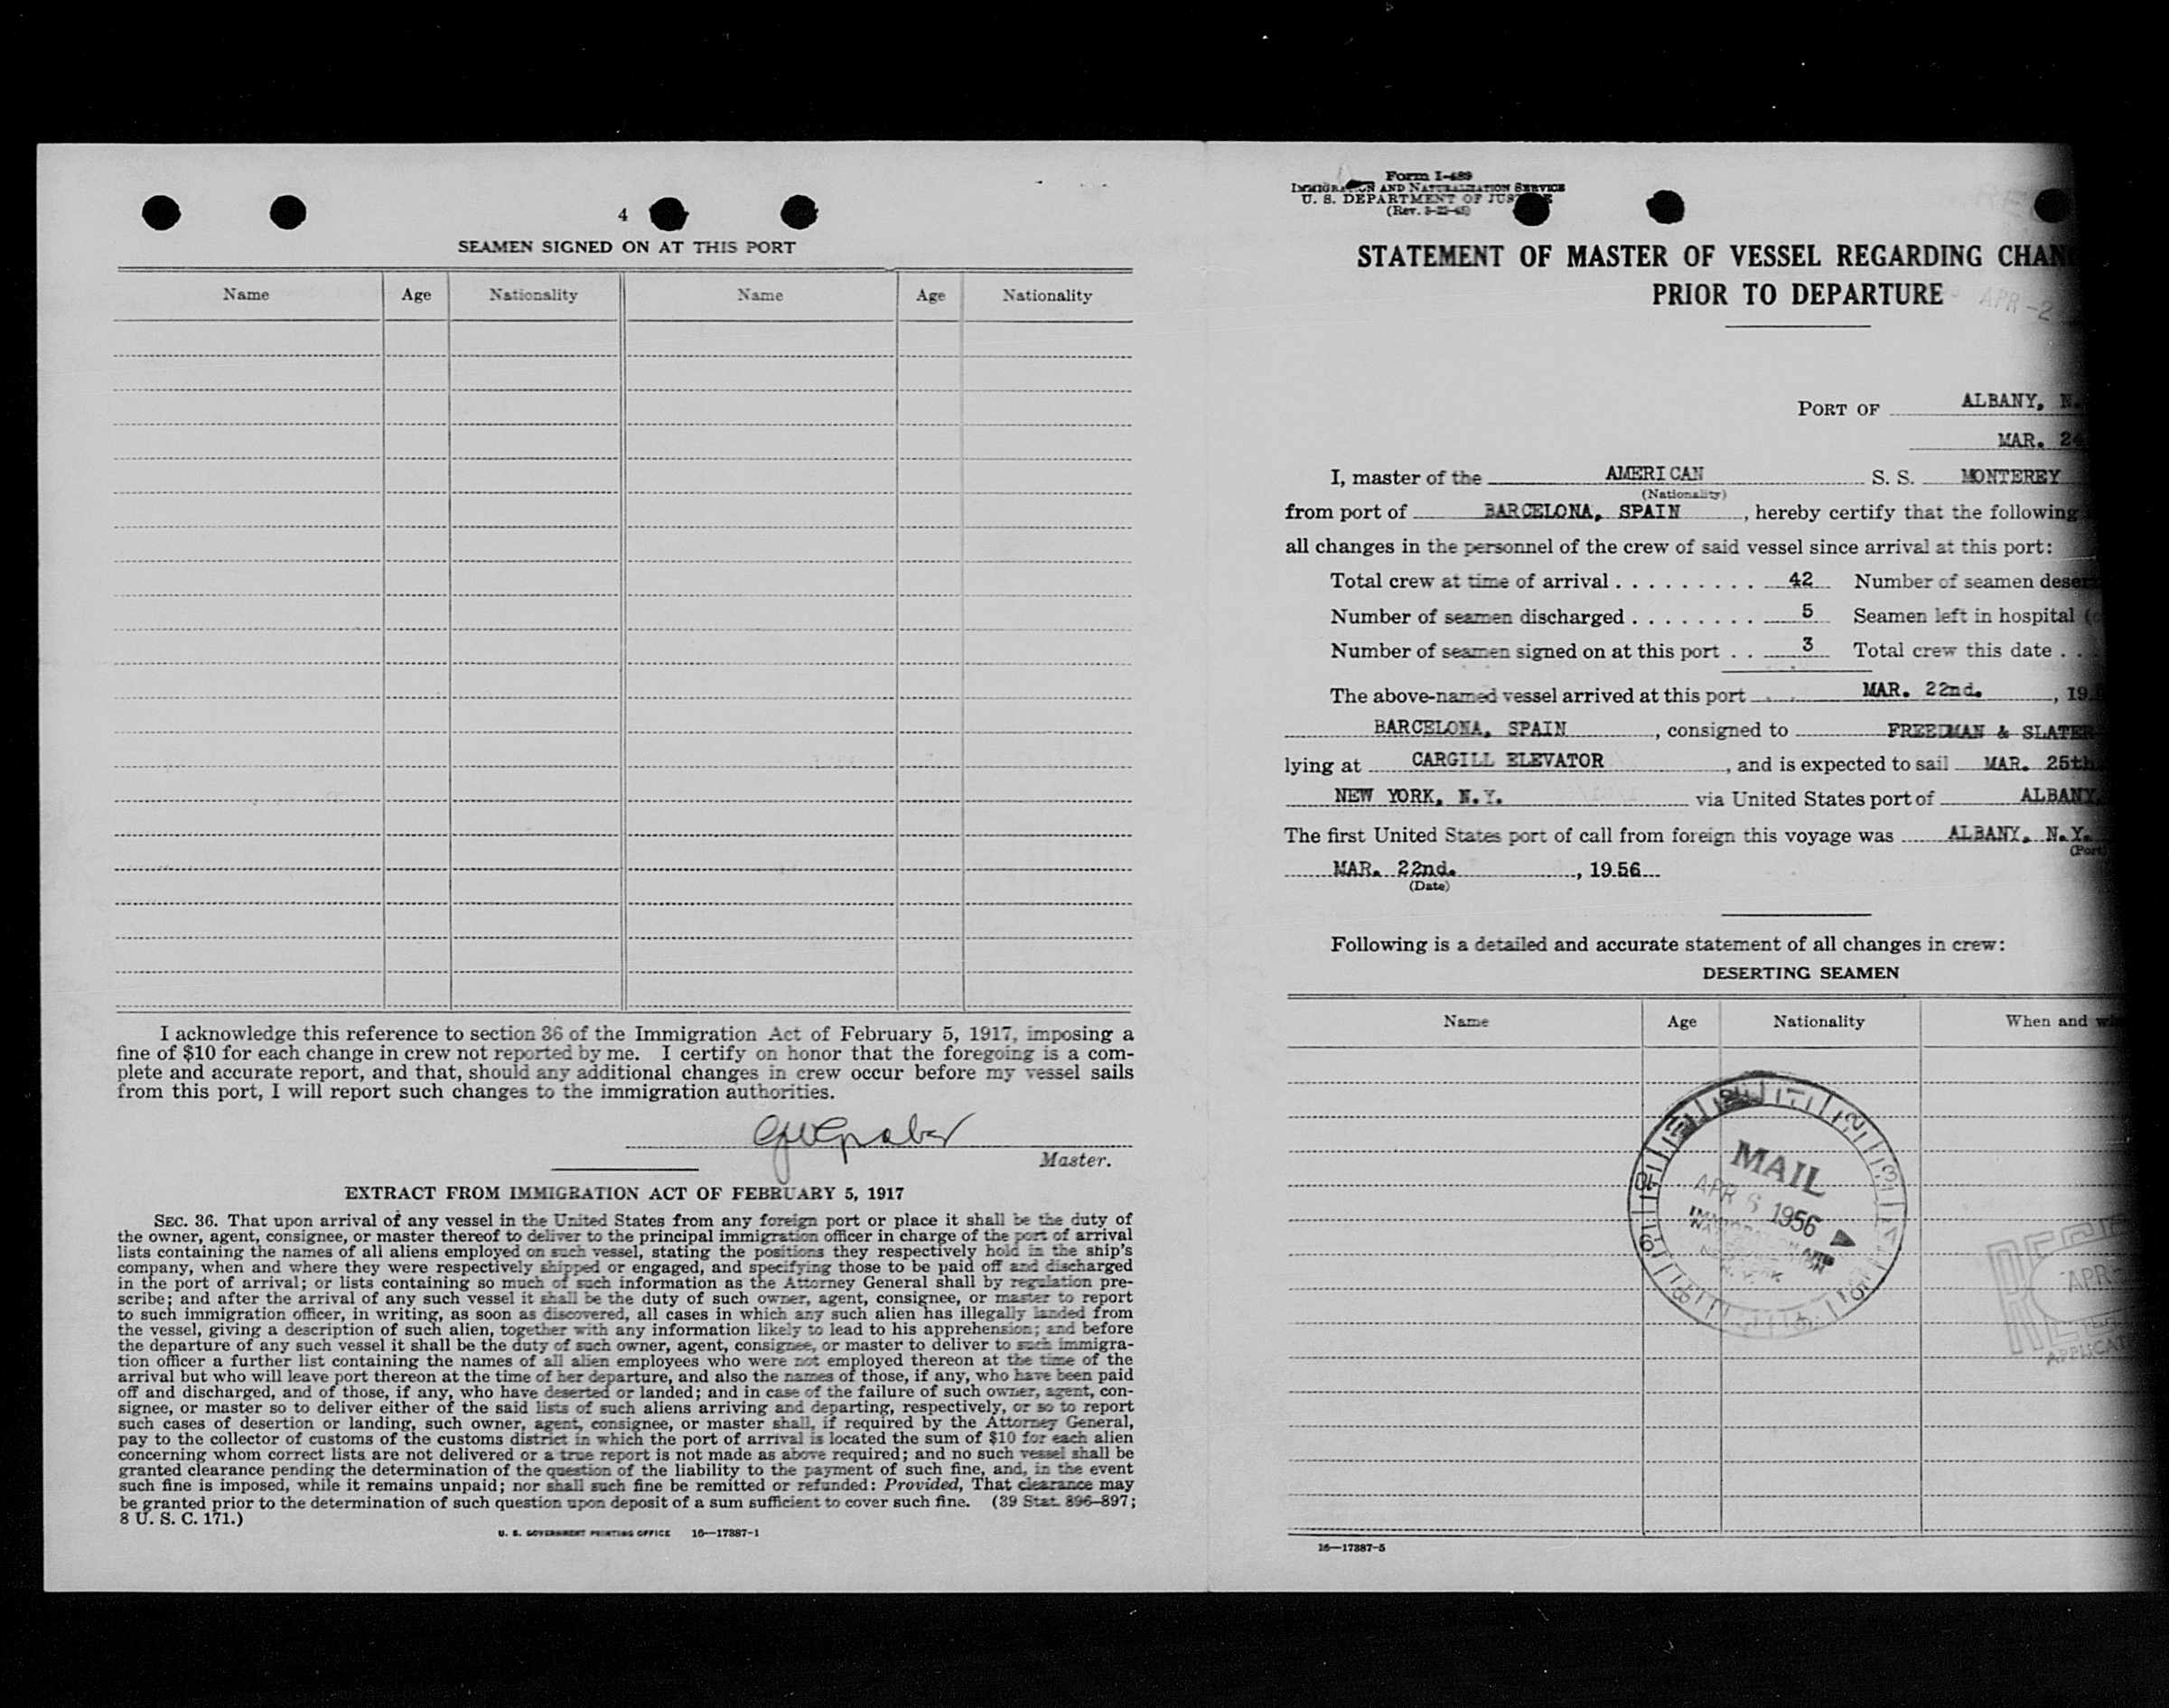 4
SEAMEN SIGNED ON AT THIS PORT
Name Age Nationality Name Age Nationality
I acknowledge this reference to section 36 of the Immigration Act of February 5, 1917, imposing a
fine of $10 for each change in crew not reported by me. I certify on honor that the foregoing is a com-
plete and accurate report, and that, should any additional changes in crew occur before my vessel sails
from this port, I will report such changes to the immigration authorities.
Master.
EXTRACT FROM IMMIGRATION ACT OF FEBRUARY 5, 1917
SEC. 36. That upon arrival of any vessel in the United States from any foreign port or place it shall be the duty of
the owner, agent, consignee, or master thereof to deliver to the principal immigration officer in charge of the port of arrival
lists containing the names of all aliens employed on such vessel, stating the positions they respectively hold in the ship's
company, when and where they were respectively shipped or engaged, and specifying those to be paid off and discharged
in the port of arrival; or lists containing so much of such information as the Attorney General shall by regulation pre-
scribe; and after the arrival of any such vessel it shall be the duty of such owner, agent, consignee, or master to report
to such immigration officer, in writing, as soon as discovered, all cases in which any such alien has illegally landed from
the vessel, giving a description of such alien, together with any information likely to lead to his apprehension; and before
the departure of any such vessel it shall be the duty of such owner, agent, consignee, or master to deliver to such immigra-
tion officer a further list containing the names of all alien employees who were not employed thereon at the time of the
arrival but who will leave port thereon at the time of her departure, and also the names of those, if any, who have been paid
off and discharged, and of those, if any, who have deserted or landed; and in case of the failure of such owner, agent, con-
signee, or master so to deliver either of the said lists of such aliens arriving and departing, respectively, or so to report
such cases of desertion or landing, such owner, agent, consignee, or master shall, if required by the Attorney General,
pay to the collector of customs of the customs district in which the port of arrival is located the sum of $10 for each alien
concerning whom correct lists are not delivered or a true report is not made as above required; and no such vessel shall be
granted clearance pending the determination of the question of the liability to the payment of such fine, and, in the event
such fine is imposed, while it remains unpaid; nor shall such fine be remitted or refunded: Provided, That clearance may
be granted prior to the determination of such question upon deposit of a sum sufficient to cover such fine. (39 Stat. 896–897;
8 U. S. C. 171.)
U. S. GOVERNMENT PRINTING OFFICE 16—17887-1
Form I-489
IMMIGRATION AND NATURALIZATION SERVICE
U. S. DEPARTMENT OF JUSTICE
STATEMENT OF MASTER OF VESSEL REGARDING CHAN
PRIOR TO DEPARTURE
APR -2
PORT OF ALBANY, N.
MAR. 24
I, master of the AMERICAN S. S. MONTEREY
(Nationality)
from port of BARCELONA, SPAIN, hereby certify that the following
all changes in the personnel of the crew of said vessel since arrival at this port:
Total crew at time of arrival . . . . . . . . . 42 Number of seamen deser
Number of seamen discharged . . . . . . . . 5 Seamen left in hospital (
Number of seamen signed on at this port . . 3 Total crew this date . .
The above-named vessel arrived at this port MAR. 22nd., 19
BARCELONA, SPAIN, consigned to FREEDMAN & SLATER
lying at CARGILL ELEVATOR, and is expected to sail MAR. 25th
NEW YORK, N.Y. via United States port of ALBANY,
The first United States port of call from foreign this voyage was ALBANY, N.Y.
(Port)
MAR. 22nd., 1956
(Date)
Following is a detailed and accurate statement of all changes in crew:
DESERTING SEAMEN
Name Age Nationality When and
MAIL
APR 6 1956
APR
16—17887-5